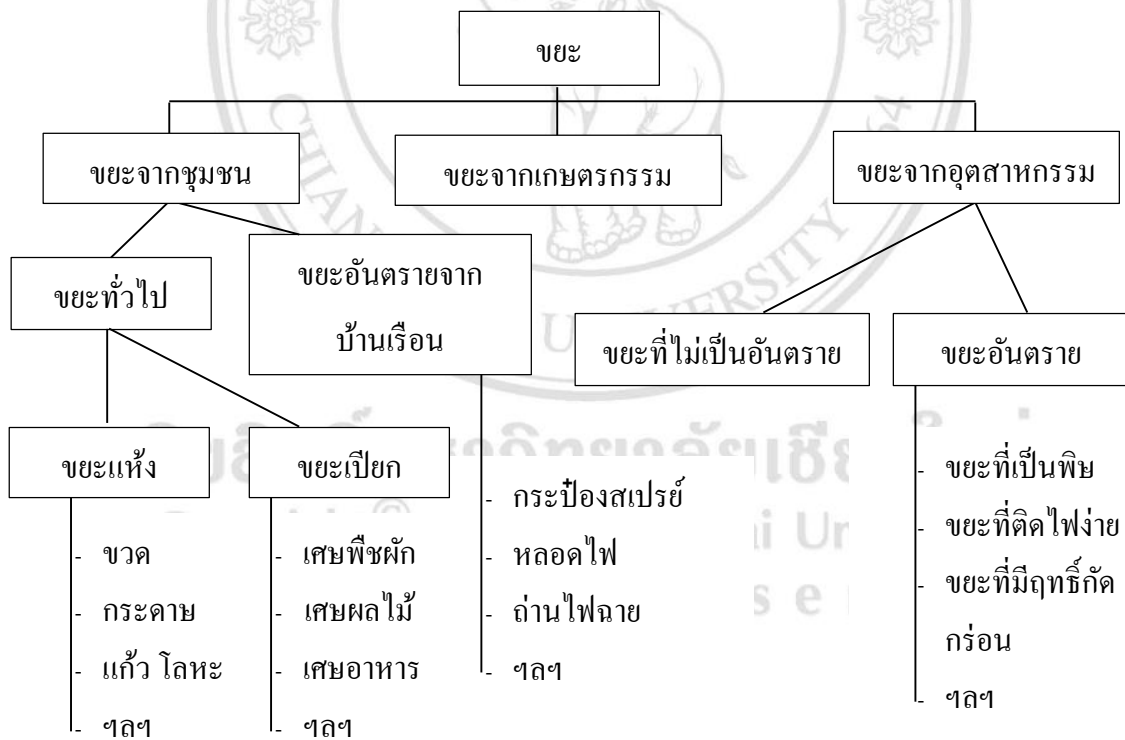 ขยะ
ขยะจากชุมชน
ขยะจากเกษตรกรรม
ขยะจากอุตสาหกรรม
ขยะทั่วไป
ขยะอันตรายจาก
บ้านเรือน
ขยะที่ไม่เป็นอันตราย
ขยะอันตราย
ขยะแห้ง
- ขวด
- กระดาษ
- แก้ว โลหะ
- ฯลฯ
ขยะเปียก
- เศษพืชผัก
- เศษผลไม้
- เศษอาหาร
- ฯลฯ
- กระป๋องสเปรย์
- หลอดไฟ
- ถ่านไฟฉาย
- ฯลฯ
- ขยะที่เป็นพิษ
- ขยะที่ติดไฟง่าย
- ขยะที่มีฤทธิ์กัด
กร่อน
- ฯลฯ